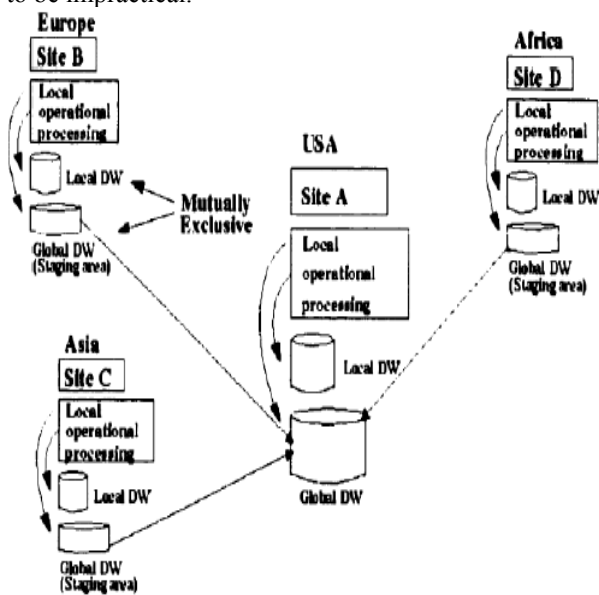 to be impractical.
Europe
Site B
Local
operational
processing
Local DW
Global DW
(Staging area)
Mutually
Exclusive
Africa
Site D
Local
operational
processing
Local DW
Global DW
(Staging area)
USA
Site A
Local
operational
processing
Local DW
Global DW
Asia
Site C
Local
operational
processing
Local DW
Global DW
(Staging area)